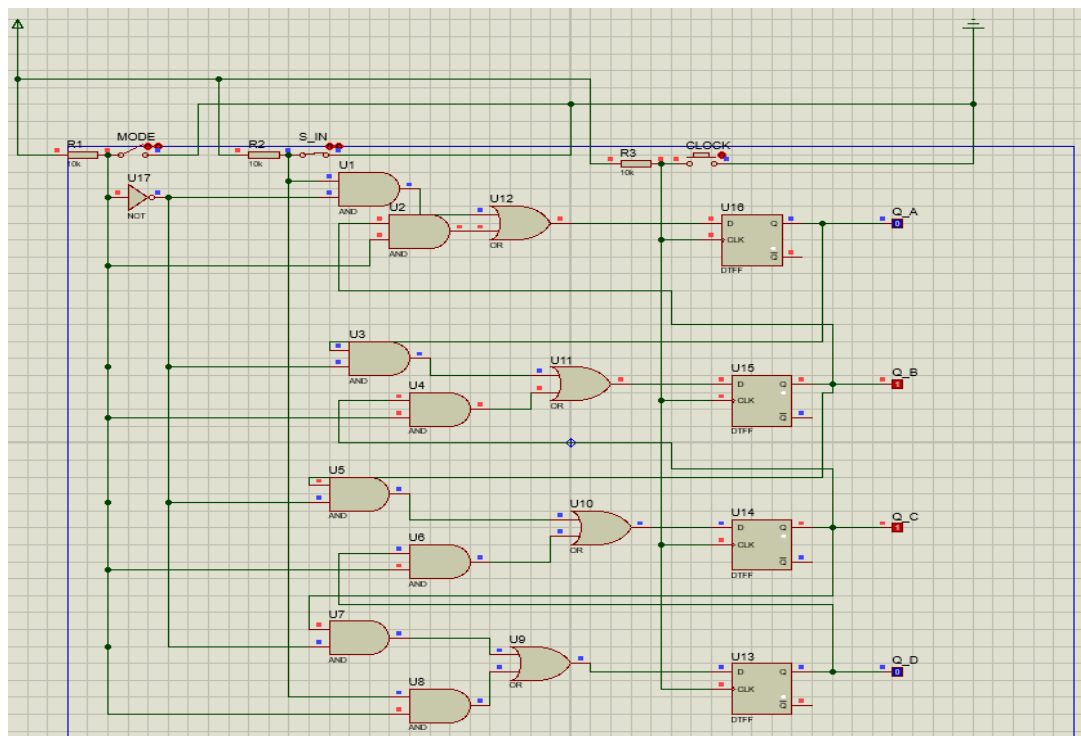 R1
10k
MODE
R2
10k
S_IN
R3
10k
CLOCK
U17
NOT
U1
AND
U2
AND
U12
OR
U16
D
Q
CLK
Q
DTFF
Q_A
0
U3
AND
U4
AND
U11
OR
U15
D
Q
CLK
Q
DTFF
Q_B
1
U5
AND
U6
AND
U10
OR
U14
D
Q
CLK
Q
DTFF
Q_C
1
U7
AND
U8
AND
U9
OR
U13
D
Q
CLK
Q
DTFF
Q_D
0